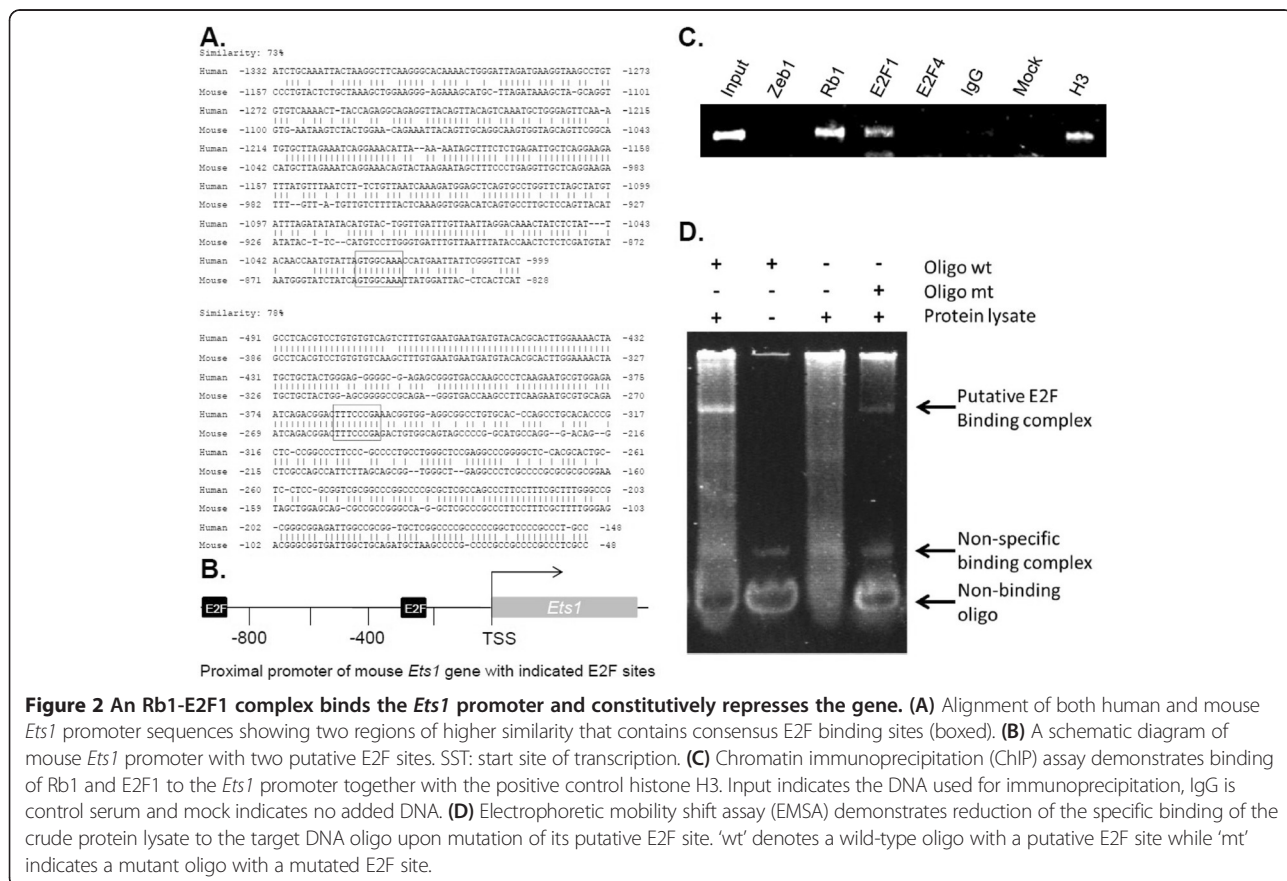 A.
Similarity: 73%
Human -1332 ATCTGCAAATTACTAAGGCTTCAAGGGCACAAAACTGGGATTAGATGAAGGTAAGCCTGT -1273
Mouse -1157 CCCTGTACTCTGCTAAAGCTGGAAGGG-AGAAAGCATGC-TTAGATAAAGCTA-GCAGGT -1101
Human -1272 GTGTCAAAACT-TACCAGAGGCAGAGGTTACAGTTACAGTCAAATGCTGGGAGTTCAA-A -1215
Mouse -1100 GTG-AATAAGTCTACTGGAA-CAGAAATTACAGTTGCAGGCAAGTGGTAGCAGTTCGGCA -1043
Human -1214 TGTGCTTAGAAATCAGGAAACATTA--AA-AATAGCTTTCTCTGAGATTGCTCAGGAAGA -1158
Mouse -1042 CATGCTTAGAAATCAGGAAACAGTACTAAGAATAGCTTTCCCTGAGGTTGCTCAGGAAGA -983
Human -1157 TTTATGTTTAATCTT-TCTGTTAATCAAAGATGGAGCTCAGTGCCTGGTTCTAGCTATGT -1099
Mouse -982 TTT--GTT-A-TGTTGTCTTTTACTCAAAGGTGGACATCAGTGCCTTGCTCCAGTTACAT -927
Human -1097 ATTTAGATATATACATGTAC-TGGTTGATTTGTTAATTAGGACAAACTATCTCTAT---T -1043
Mouse -926 ATATAC-T-TC--CATGTCCTTGGGTGATTTGTTAATTTATACCAACTCTCTCGATGTAT -872
Human -1042 ACAACCAATGTATTAGTGGCAAACCATGAATTATTCGGGTTCAT -999
Mouse -871 AATGGGTATCTATCAGTGGCAAATTATGGATTAC-CTCACTCAT -828
Similarity: 78%
Human -491 GCCTCACGTCCTGTGTGTCAGTCTTTGTGAATGAATGATGTACACGCACTTGGAAAACTA -432
Mouse -386 GCCTCACGTCCTGTGTGTCAAGCTTTGTGAATGAATGATGTACACGCACTTGGAAAACTA -327
Human -431 TGCTGCTACTGGGAG-GGGGC-G-AGAGCGGGTGACCAAGCCCTCAAGAATGCGTGGAGA -375
Mouse -326 TGCTGCTACTGG-AGCGGGGCCGCAGA--GGGTGACCAAGCCTTCAAGAATGCGTGCAGA -270
Human -374 ATCAGACGGACTTTCCCGAAACGGTGG-AGGCGGCCTGTGCAC-CCAGCCTGCACACCCG -317
Mouse -269 ATCAGACGGAGTTTCCCGAGACTGTGGCAGTAGCCCCG-GCATGCCAGG--G-ACAG--G -216
Human -316 CTC-CCGGCCCTTCCC-GCCCCTGCCTGGGCTCCGAGGCCCGGGGCTC-CACGCACTGC- -261
Mouse -215 CTCGCCAGCCATTCTTAGCAGCGG--TGGGCT-GAGGCCCTCGCCCCGCGCGCGCGGAA -160
Human -260 TC-CTCC-GCGGTCGCGGCCCGGCCCCGCGCTCGCCAGCCCTTCCTTTCGCTTTGGGCCG -203
Mouse -159 TAGCTGGAGCAG-CGCCGCCGGGCCA-G-GCTCGCCCGCCCTTCCTTTCGCTTTTGGGAG -103
Human -202 -CGGGCGGAGATTGGCCGCGG-TGCTCGGCCCCGCCCCCGGCTCCCCGCCCT-GCC -148
Mouse -102 ACGGGCGGTGATTGGCTGCAGATGCTAAGCCCCG-CCCCGCCGCCCCGCCCTCGCC -48
B.
E2F E2F Ets1
-800 -400 TSS
Proximal promoter of mouse Ets1 gene with indicated E2F sites
C.
Input Zeb1 Rb1 E2F1 E2F4 IgG Mock H3
D.
+ + - - Oligo wt
- - - + Oligo mt
+ - + + Protein lysate
Putative E2F
Binding complex
Non-specific
binding complex
Non-binding
oligo
Figure 2 An Rb1-E2F1 complex binds the Ets1 promoter and constitutively represses the gene. (A) Alignment of both human and mouse
Ets1 promoter sequences showing two regions of higher similarity that contains consensus E2F binding sites (boxed). (B) A schematic diagram of
mouse Ets1 promoter with two putative E2F sites. SST: start site of transcription. (C) Chromatin immunoprecipitation (ChIP) assay demonstrates binding
of Rb1 and E2F1 to the Ets1 promoter together with the positive control histone H3. Input indicates the DNA used for immunoprecipitation, IgG is
control serum and mock indicates no added DNA. (D) Electrophoretic mobility shift assay (EMSA) demonstrates reduction of the specific binding of the
crude protein lysate to the target DNA oligo upon mutation of its putative E2F site. ‘wt’ denotes a wild-type oligo with a putative E2F site while ‘mt’
indicates a mutant oligo with a mutated E2F site.